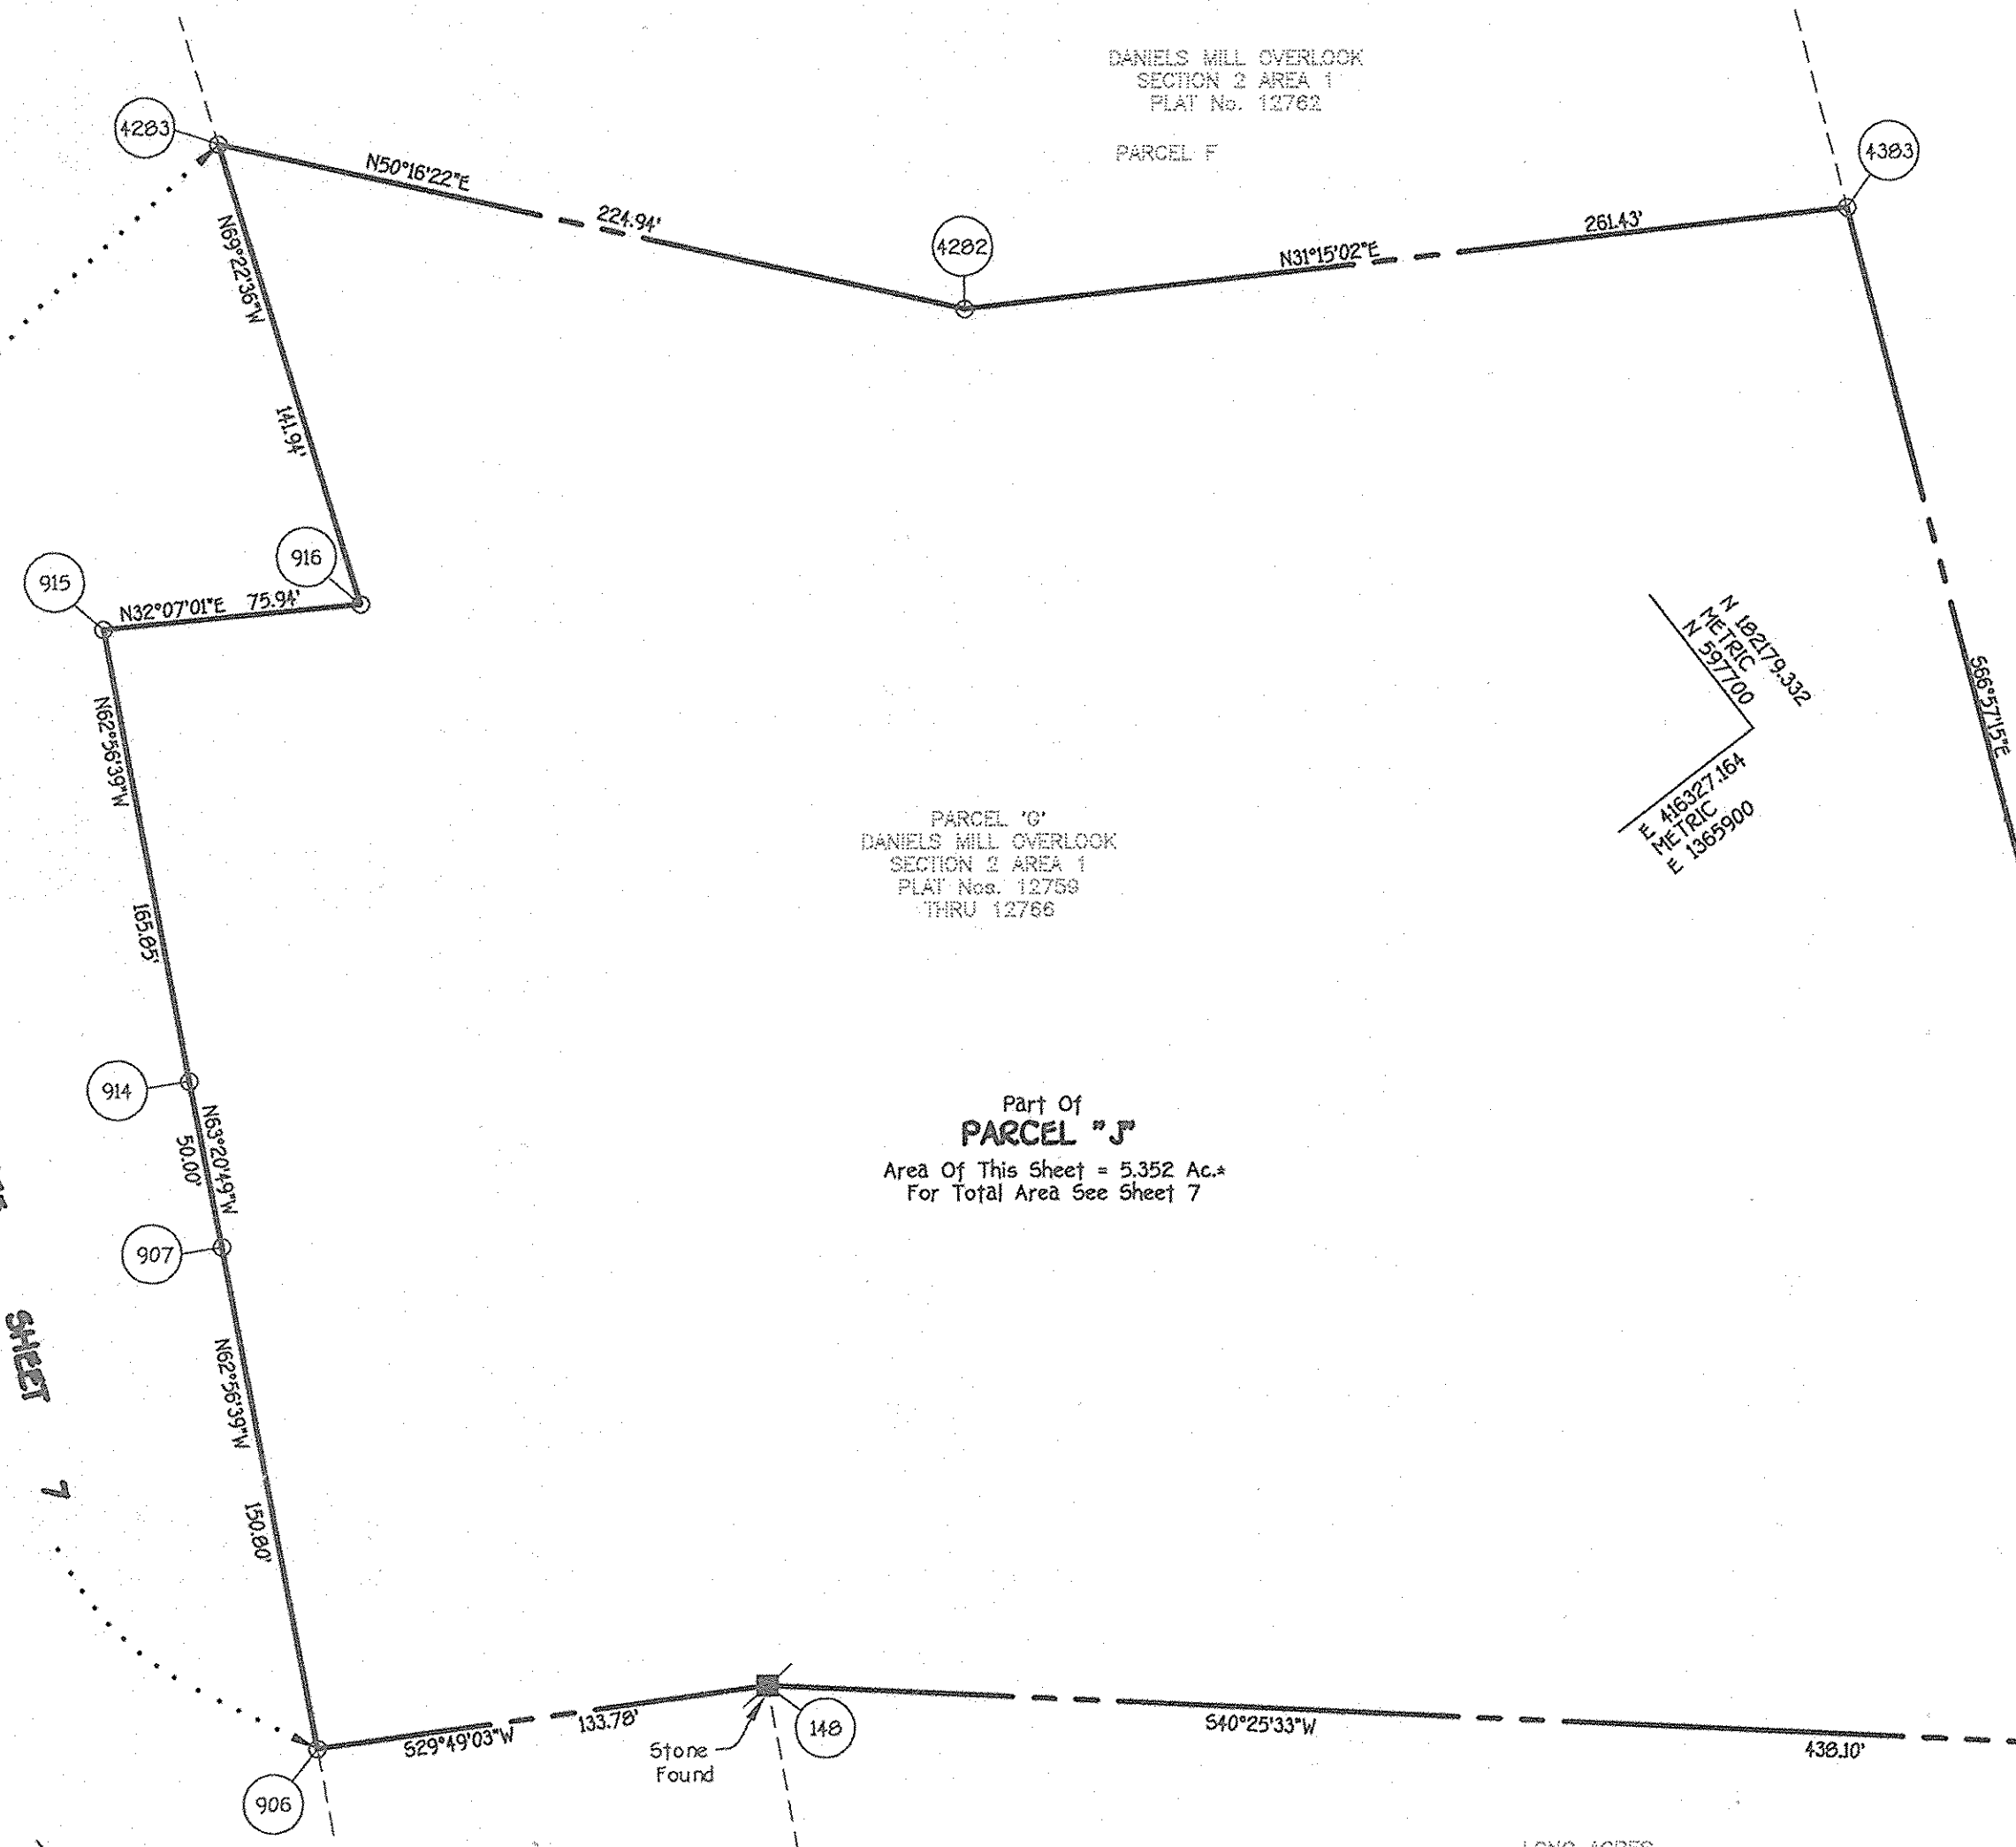 DANIELS MILL OVERLOOK
SECTION 2 AREA 1
PLAT No. 12762
PARCEL F
4283
4383
N50°16'22"E
224.94'
4282
N31°15'02"E
261.43'
N69°22'36"W
141.94'
916
915
N32°07'01"E 75.94'
N 182179.332
METRIC
N 597700
S66°57'15"E
E 416327.164
METRIC
E 1365900
N62°56'39"W
165.85'
PARCEL 'G'
DANIELS MILL OVERLOOK
SECTION 2 AREA 1
PLAT Nos. 12759
THRU 12766
914
N63°20'49"W
50.00'
Part Of
PARCEL "J"
Area Of This Sheet = 5.352 Ac.*
For Total Area See Sheet 7
907
SHEET 7
N62°56'39"W
150.80'
133.78'
S29°49'03"W
148
Stone
Found
S40°25'33"W
438.10'
906
LONG ACRES